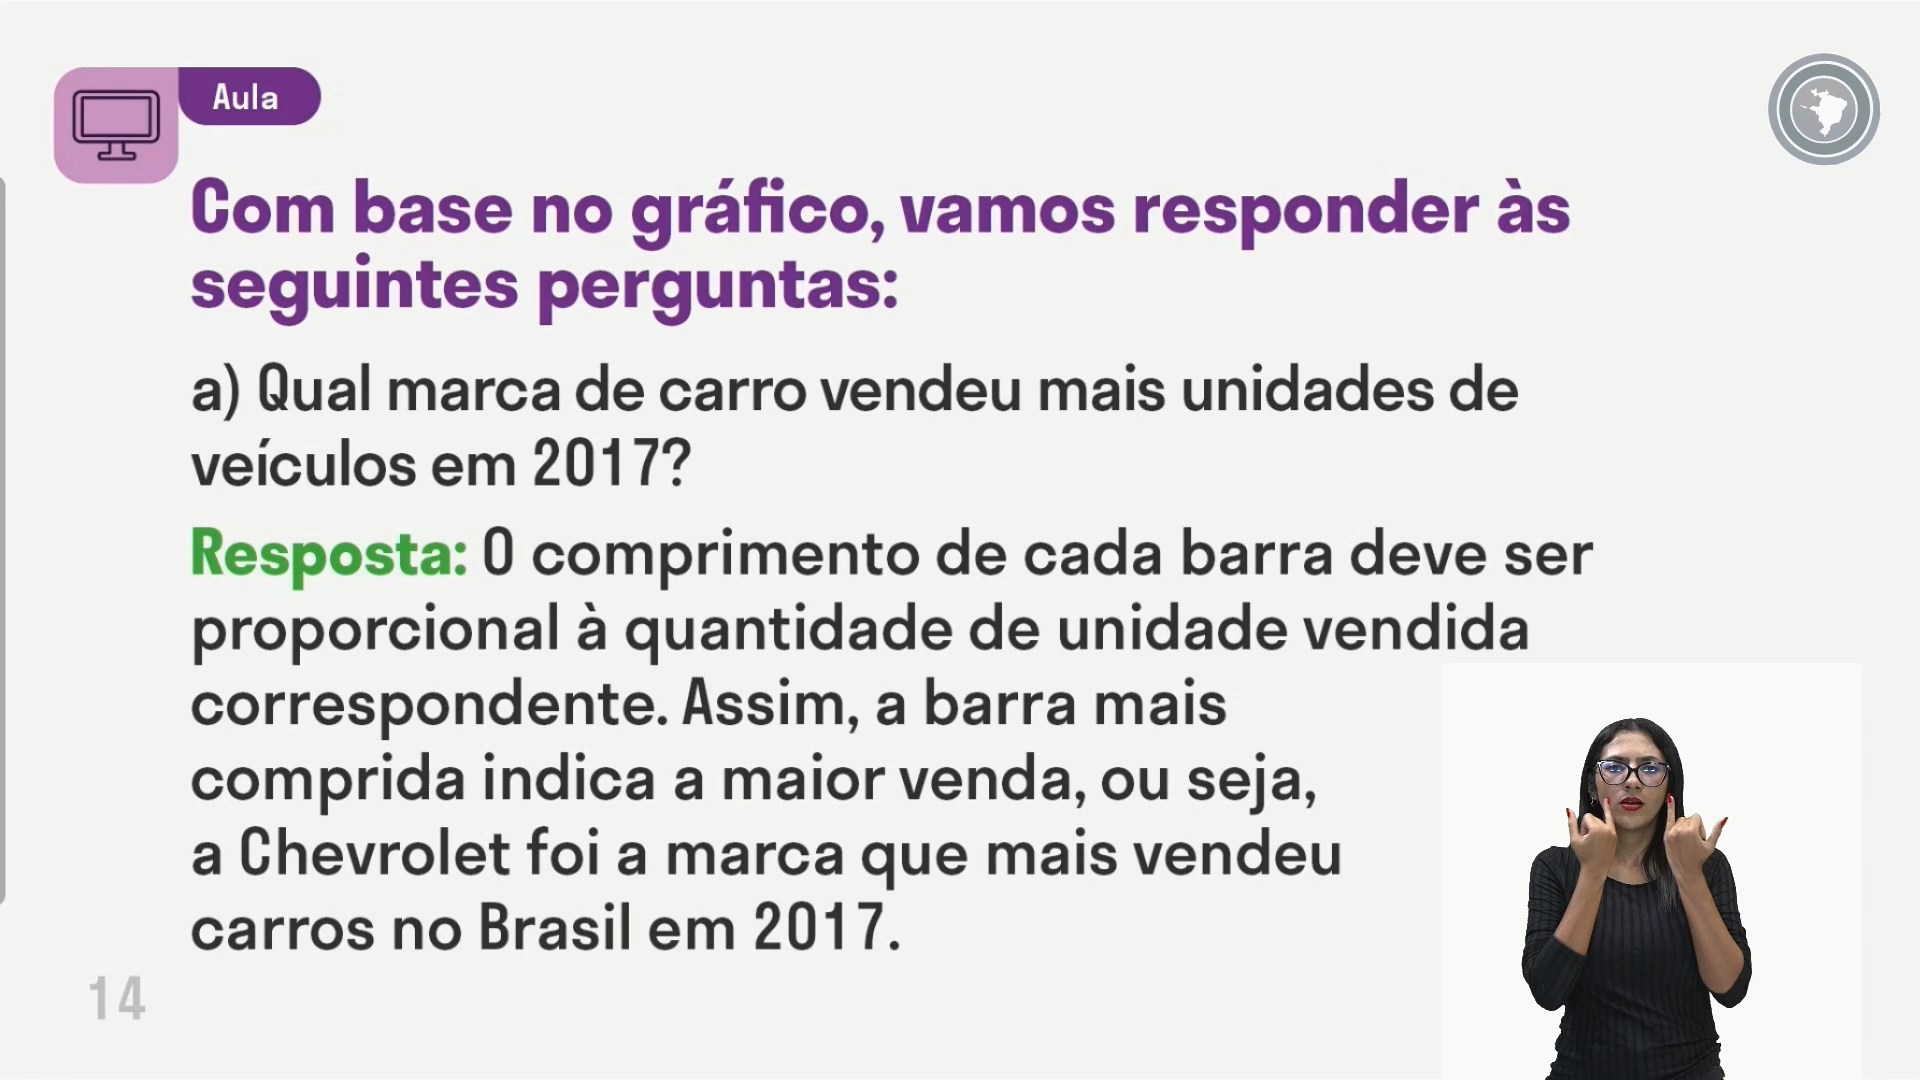 Aula
Com base no gráfico, vamos responder às
seguintes perguntas:
a) Qual marca de carro vendeu mais unidades de
veículos em 2017?
Resposta: O comprimento de cada barra deve ser
proporcional à quantidade de unidade vendida
correspondente. Assim, a barra mais
comprida indica a maior venda, ou seja,
a Chevrolet foi a marca que mais vendeu
carros no Brasil em 2017.
14